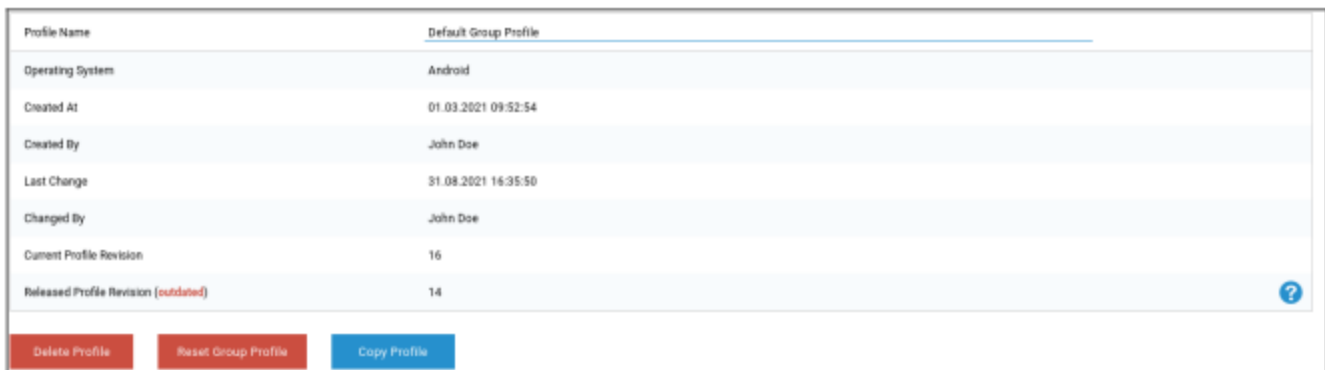 Profile Name Default Group Profile
Operating System Android
Created At 01.03.2021 09:52:54
Created By John Doe
Last Change 31.08.2021 16:35:50
Changed By John Doe
Current Profile Revision 16
Released Profile Revision (outdated) 14 ?
Delete Profile Reset Group Profile Copy Profile